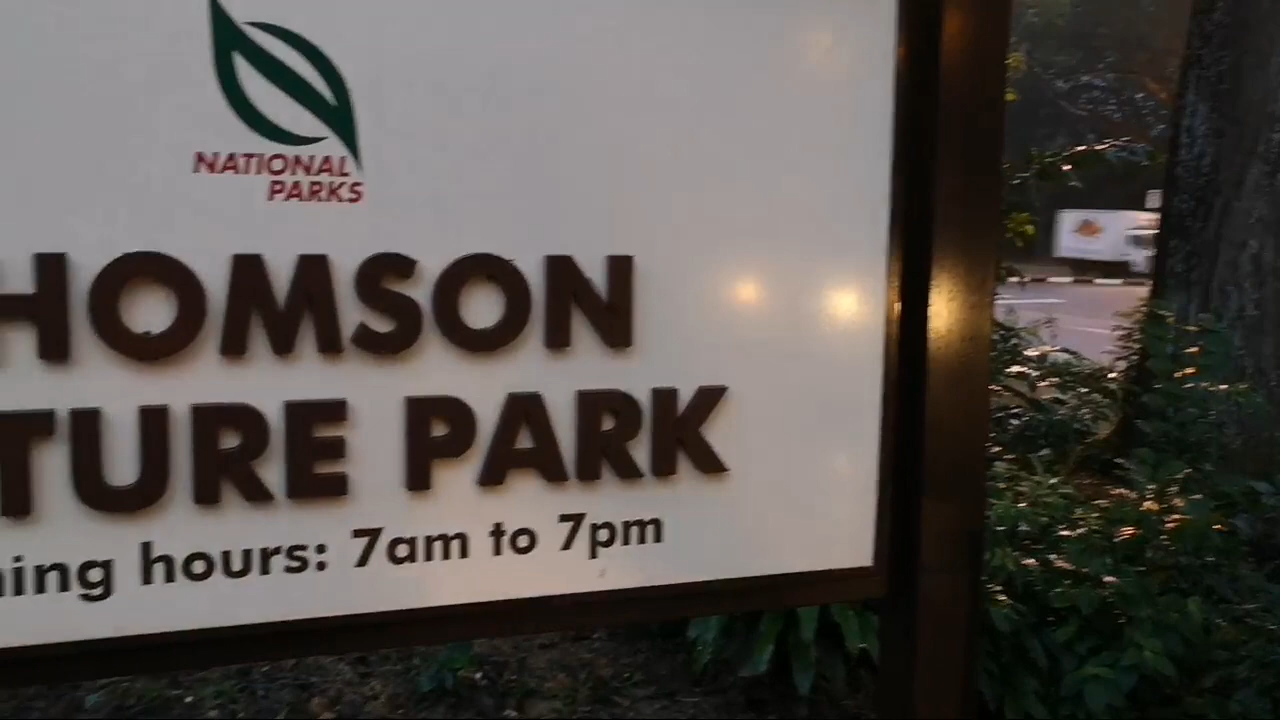 NATIONAL
PARKS
HOMSON
TURE PARK
ning hours: 7am to 7pm